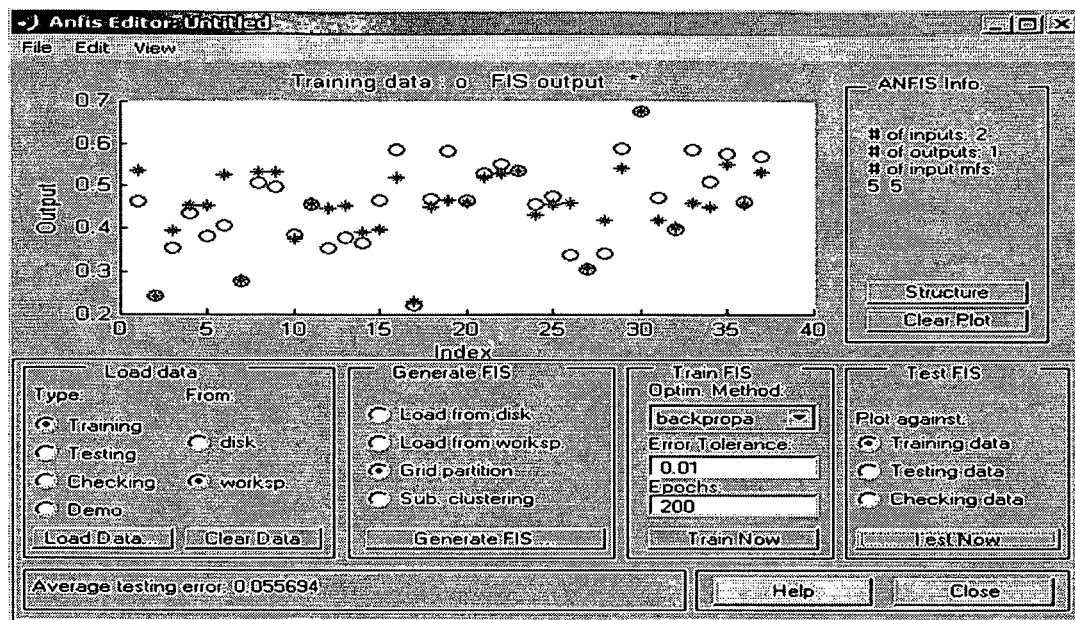 Anfis Editor: Untitled
File Edit View
Training data : o FIS output : *
0.7
0.6
0.5
0.4
0.3
0.2
Output
0 5 10 15 20 25 30 35 40
Index
ANFIS Info.
# of inputs: 2
# of outputs: 1
# of input mfs:
5 5
Structure
Clear Plot
Load data
Type: From:
Training
Testing
Checking
Demo
disk
worksp.
Load Data... Clear Data
Generate FIS
Load from disk
Load from worksp.
Grid partition
Sub. clustering
Generate FIS ...
Train FIS
Optim. Method:
backpropa
Error Tolerance:
0.01
Epochs:
200
Train Now
Test FIS
Plot against:
Training data
Testing data
Checking data
Test Now
Average testing error: 0.055694
Help Close